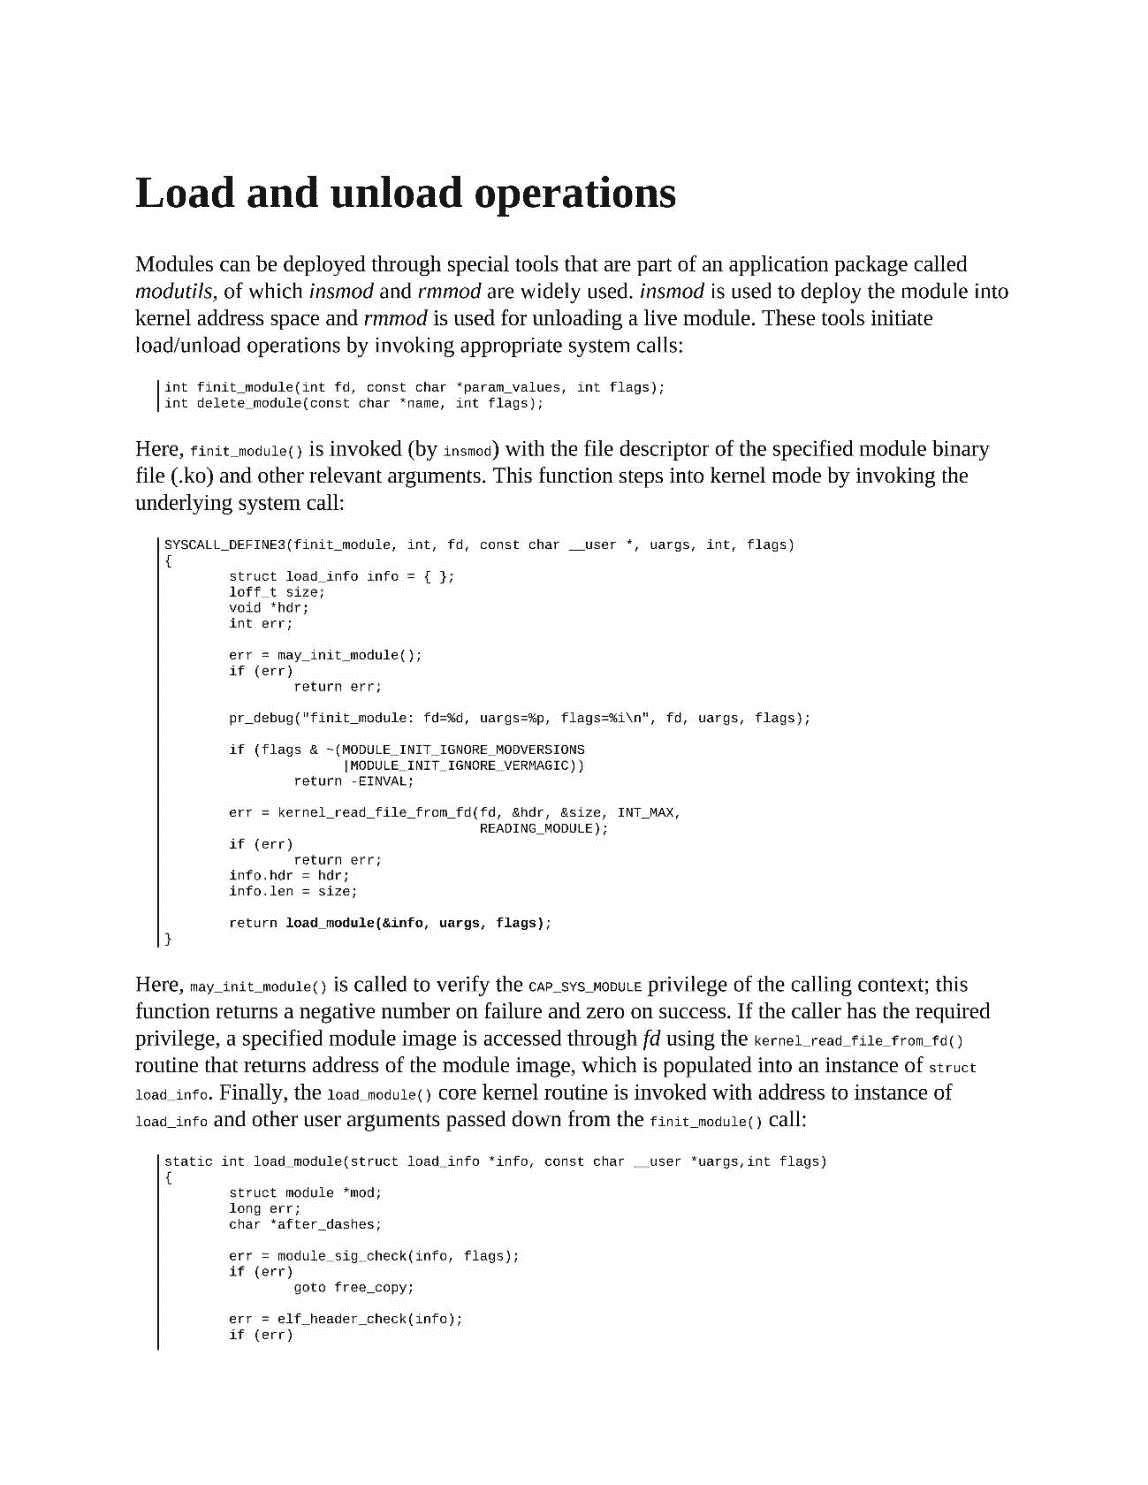 Load and unload operations
Modules can be deployed through special tools that are part of an application package called
modutils, of which insmod and rmmod are widely used. insmod is used to deploy the module into
kernel address space and rmmod is used for unloading a live module. These tools initiate
load/unload operations by invoking appropriate system calls:
int finit_module(int fd, const char *param_values, int flags);
int delete_module(const char *name, int flags);
Here, finit_module() is invoked (by insmod) with the file descriptor of the specified module binary
file (.ko) and other relevant arguments. This function steps into kernel mode by invoking the
underlying system call:
SYSCALL_DEFINE3(finit_module, int, fd, const char __user *, uargs, int, flags)
{
        struct load_info info = { };
        loff_t size;
        void *hdr;
        int err;
        err = may_init_module();
        if (err)
                return err;
        pr_debug("finit_module: fd=%d, uargs=%p, flags=%i\n", fd, uargs, flags);
        if (flags & ~(MODULE_INIT_IGNORE_MODVERSIONS
                      |MODULE_INIT_IGNORE_VERMAGIC))
                return -EINVAL;
        err = kernel_read_file_from_fd(fd, &hdr, &size, INT_MAX,
                                       READING_MODULE);
        if (err)
                return err;
        info.hdr = hdr;
        info.len = size;
        return load_module(&info, uargs, flags);
}
Here, may_init_module() is called to verify the CAP_SYS_MODULE privilege of the calling context; this
function returns a negative number on failure and zero on success. If the caller has the required
privilege, a specified module image is accessed through fd using the kernel_read_file_from_fd()
routine that returns address of the module image, which is populated into an instance of struct
load_info. Finally, the load_module() core kernel routine is invoked with address to instance of
load_info and other user arguments passed down from the finit_module() call:
static int load_module(struct load_info *info, const char __user *uargs,int flags)
{
        struct module *mod;
        long err;
        char *after_dashes;
        err = module_sig_check(info, flags);
        if (err)
                goto free_copy;
        err = elf_header_check(info);
        if (err)